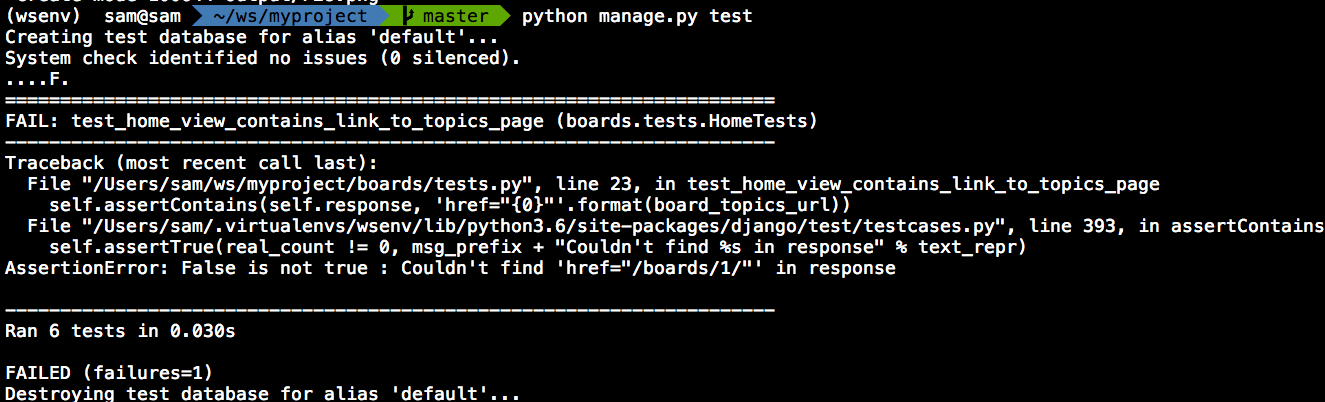 (wsenv) sam@sam ~/ws/myproject master python manage.py test
Creating test database for alias 'default'...
System check identified no issues (0 silenced).
....F.
======================================================================
FAIL: test_home_view_contains_link_to_topics_page (boards.tests.HomeTests)
----------------------------------------------------------------------
Traceback (most recent call last):
  File "/Users/sam/ws/myproject/boards/tests.py", line 23, in test_home_view_contains_link_to_topics_page
    self.assertContains(self.response, 'href="{0}"'.format(board_topics_url))
  File "/Users/sam/.virtualenvs/wsenv/lib/python3.6/site-packages/django/test/testcases.py", line 393, in assertContains
    self.assertTrue(real_count != 0, msg_prefix + "Couldn't find %s in response" % text_repr)
AssertionError: False is not true : Couldn't find 'href="/boards/1/"' in response
----------------------------------------------------------------------
Ran 6 tests in 0.030s
FAILED (failures=1)
Destroying test database for alias 'default'...